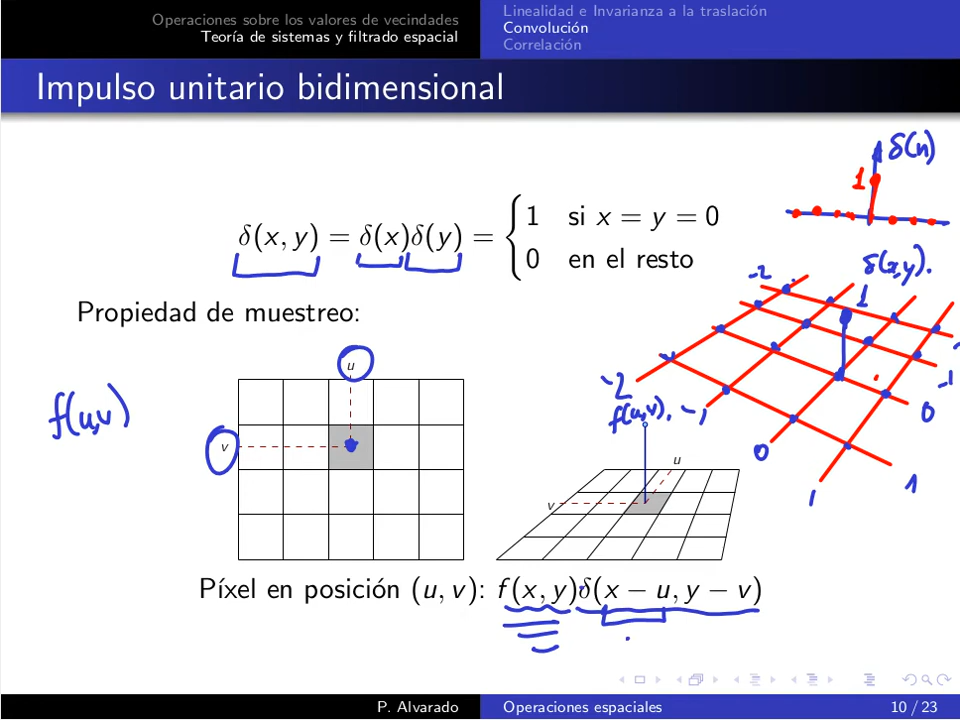 Operaciones sobre los valores de vecindades
Teoría de sistemas y filtrado espacial
Linealidad e Invarianza a la traslación
Convolución
Correlación
Impulso unitario bidimensional
δ(n)
1
δ(x, y) = δ(x)δ(y) = { 1 si x = y = 0
0 en el resto
δ(x,y).
-2
1
Propiedad de muestreo:
u
f(u,v)
v
-2
-1
0
1
-1
0
1
f(u,v).
u
v
Píxel en posición (u, v): f(x, y)δ(x − u, y − v)
P. Alvarado
Operaciones espaciales
10 / 23